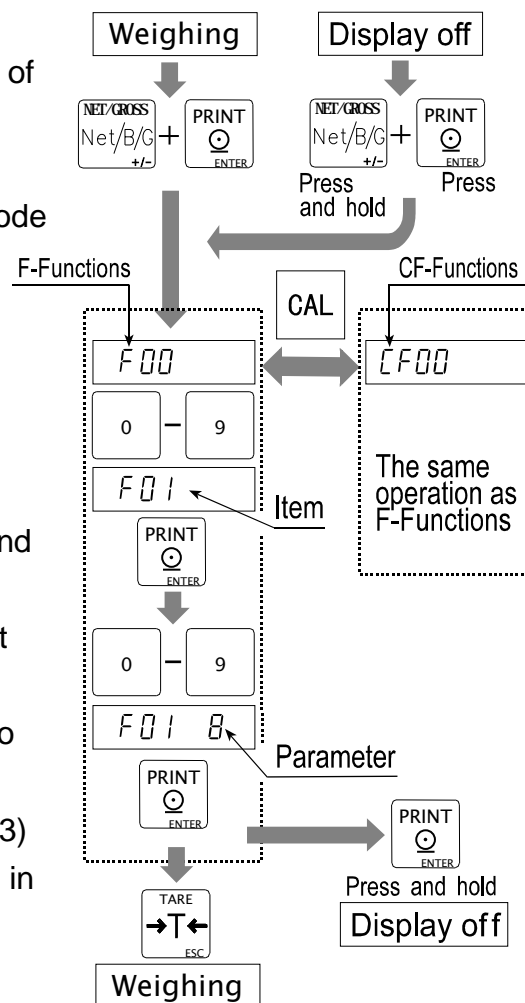 Weighing
Display off
of
NET/GROSS
Net/B/G
+/-
+
PRINT
ENTER
NET/GROSS
Net/B/G
+/-
+
PRINT
ENTER
Press
and hold
Press
ode
F-Functions
CF-Functions
CAL
F00
CF00
0 – 9
F01
Item
The same
operation as
F-Functions
nd
PRINT
ENTER
t
0 – 9
o
F01 8
Parameter
PRINT
ENTER
3)
in
PRINT
ENTER
Press and hold
Display off
TARE
→T←
ESC
Weighing